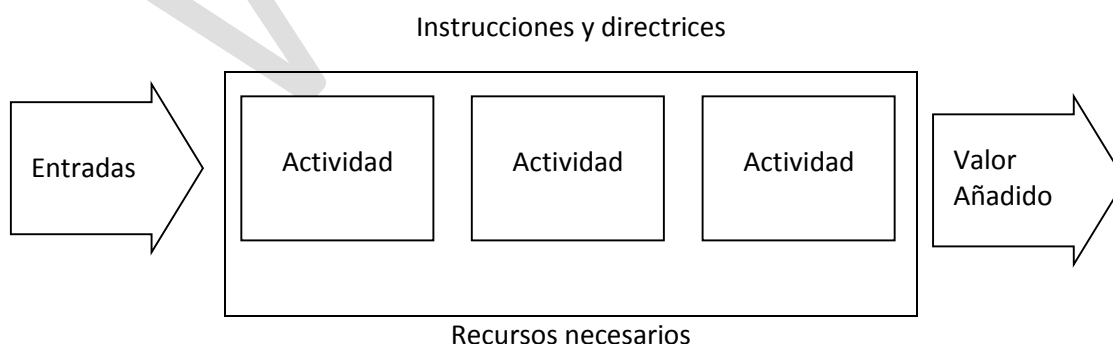 Instrucciones y directrices
Entradas
Actividad
Actividad
Actividad
Valor
Añadido
Recursos necesarios